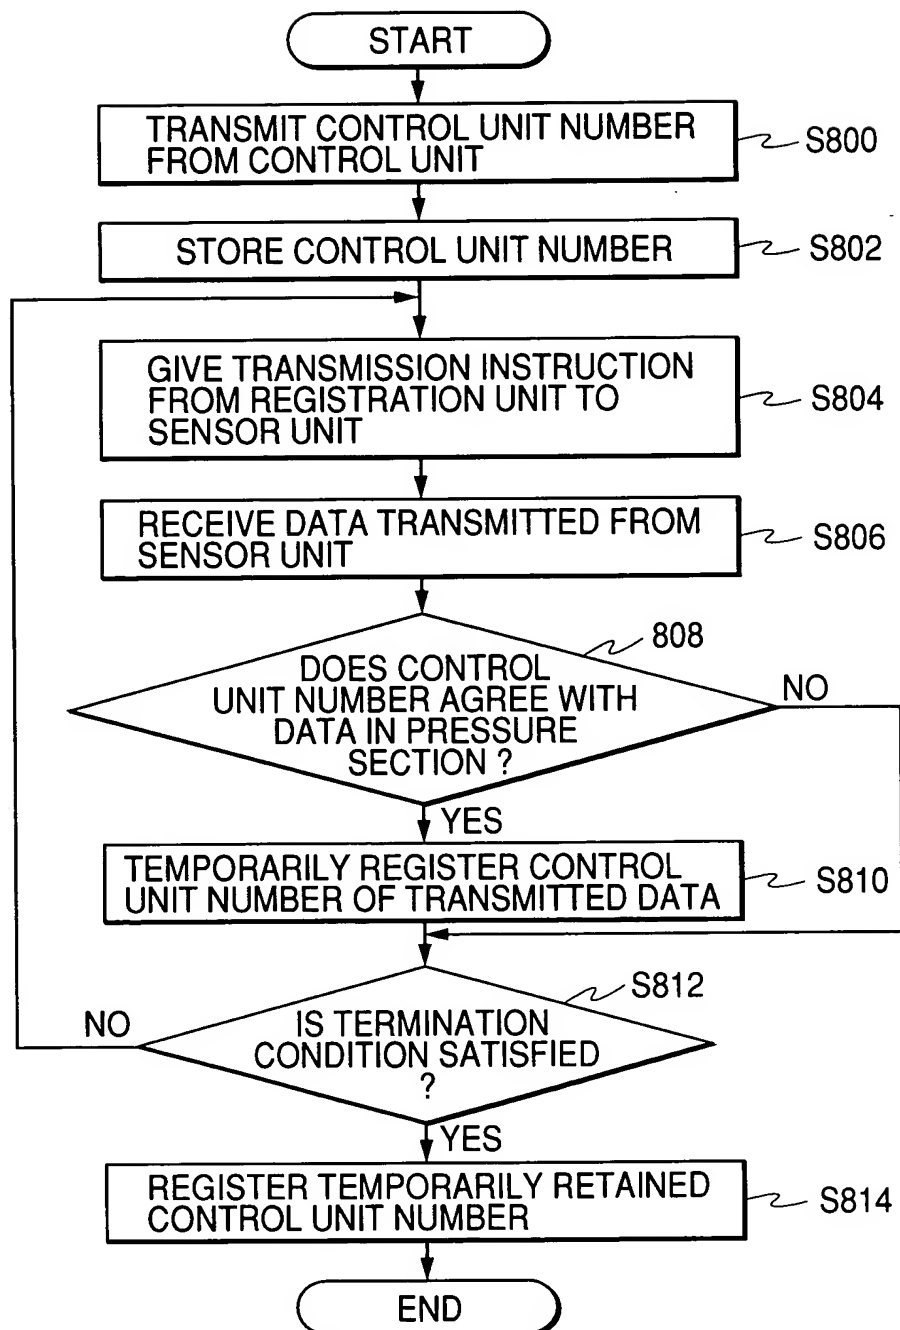 START
TRANSMIT CONTROL UNIT NUMBER
FROM CONTROL UNIT
S800
STORE CONTROL UNIT NUMBER
S802
GIVE TRANSMISSION INSTRUCTION
FROM REGISTRATION UNIT TO
SENSOR UNIT
S804
RECEIVE DATA TRANSMITTED FROM
SENSOR UNIT
S806
808
DOES CONTROL
UNIT NUMBER AGREE WITH
DATA IN PRESSURE
SECTION ?
NO
YES
TEMPORARILY REGISTER CONTROL
UNIT NUMBER OF TRANSMITTED DATA
S810
S812
IS TERMINATION
CONDITION SATISFIED
?
NO
YES
REGISTER TEMPORARILY RETAINED
CONTROL UNIT NUMBER
S814
END